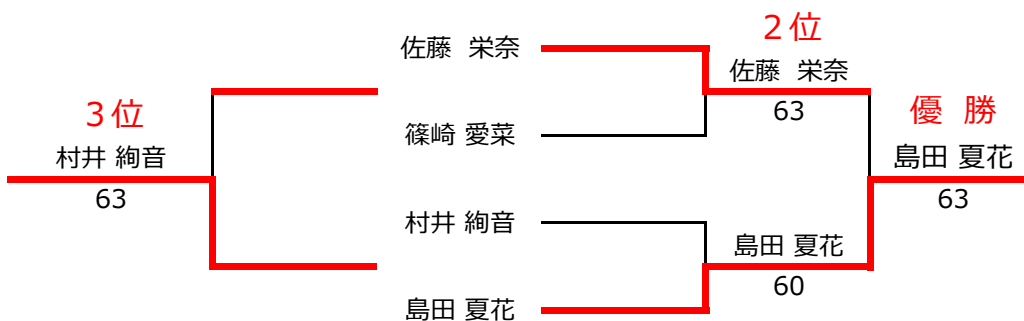 佐藤 栄奈
2位
佐藤 栄奈
63
3位
優 勝
篠崎 愛菜
村井 絢音
島田 夏花
63
63
村井 絢音
島田 夏花
60
島田 夏花